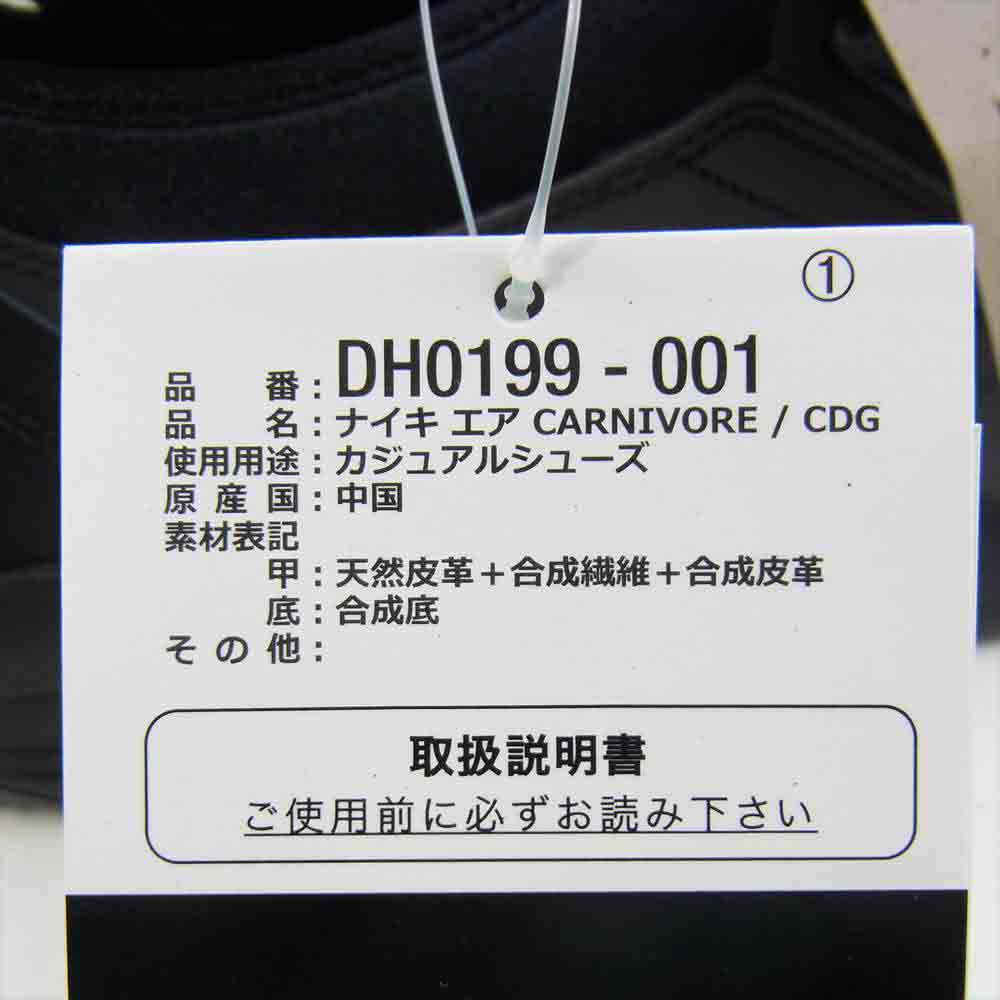 ①
品番:DH0199 - 001
品名:ナイキ エア CARNIVORE / CDG
使用用途:カジュアルシューズ
原産国:中国
素材表記
甲:天然皮革+合成繊維+合成皮革
底:合成底
その他:
取扱説明書
ご使用前に必ずお読み下さい